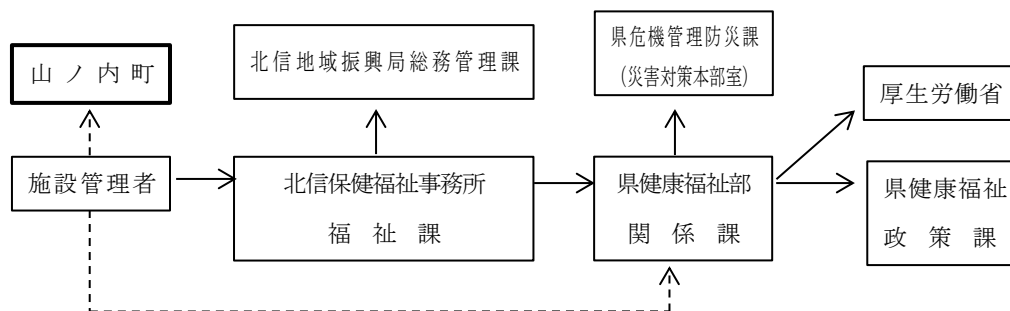 山ノ内町
北信地域振興局総務管理課
県危機管理防災課
(災害対策本部室)
厚生労働省
施設管理者
北信保健福祉事務所
福祉課
県健康福祉部
関係課
県健康福祉
政策課